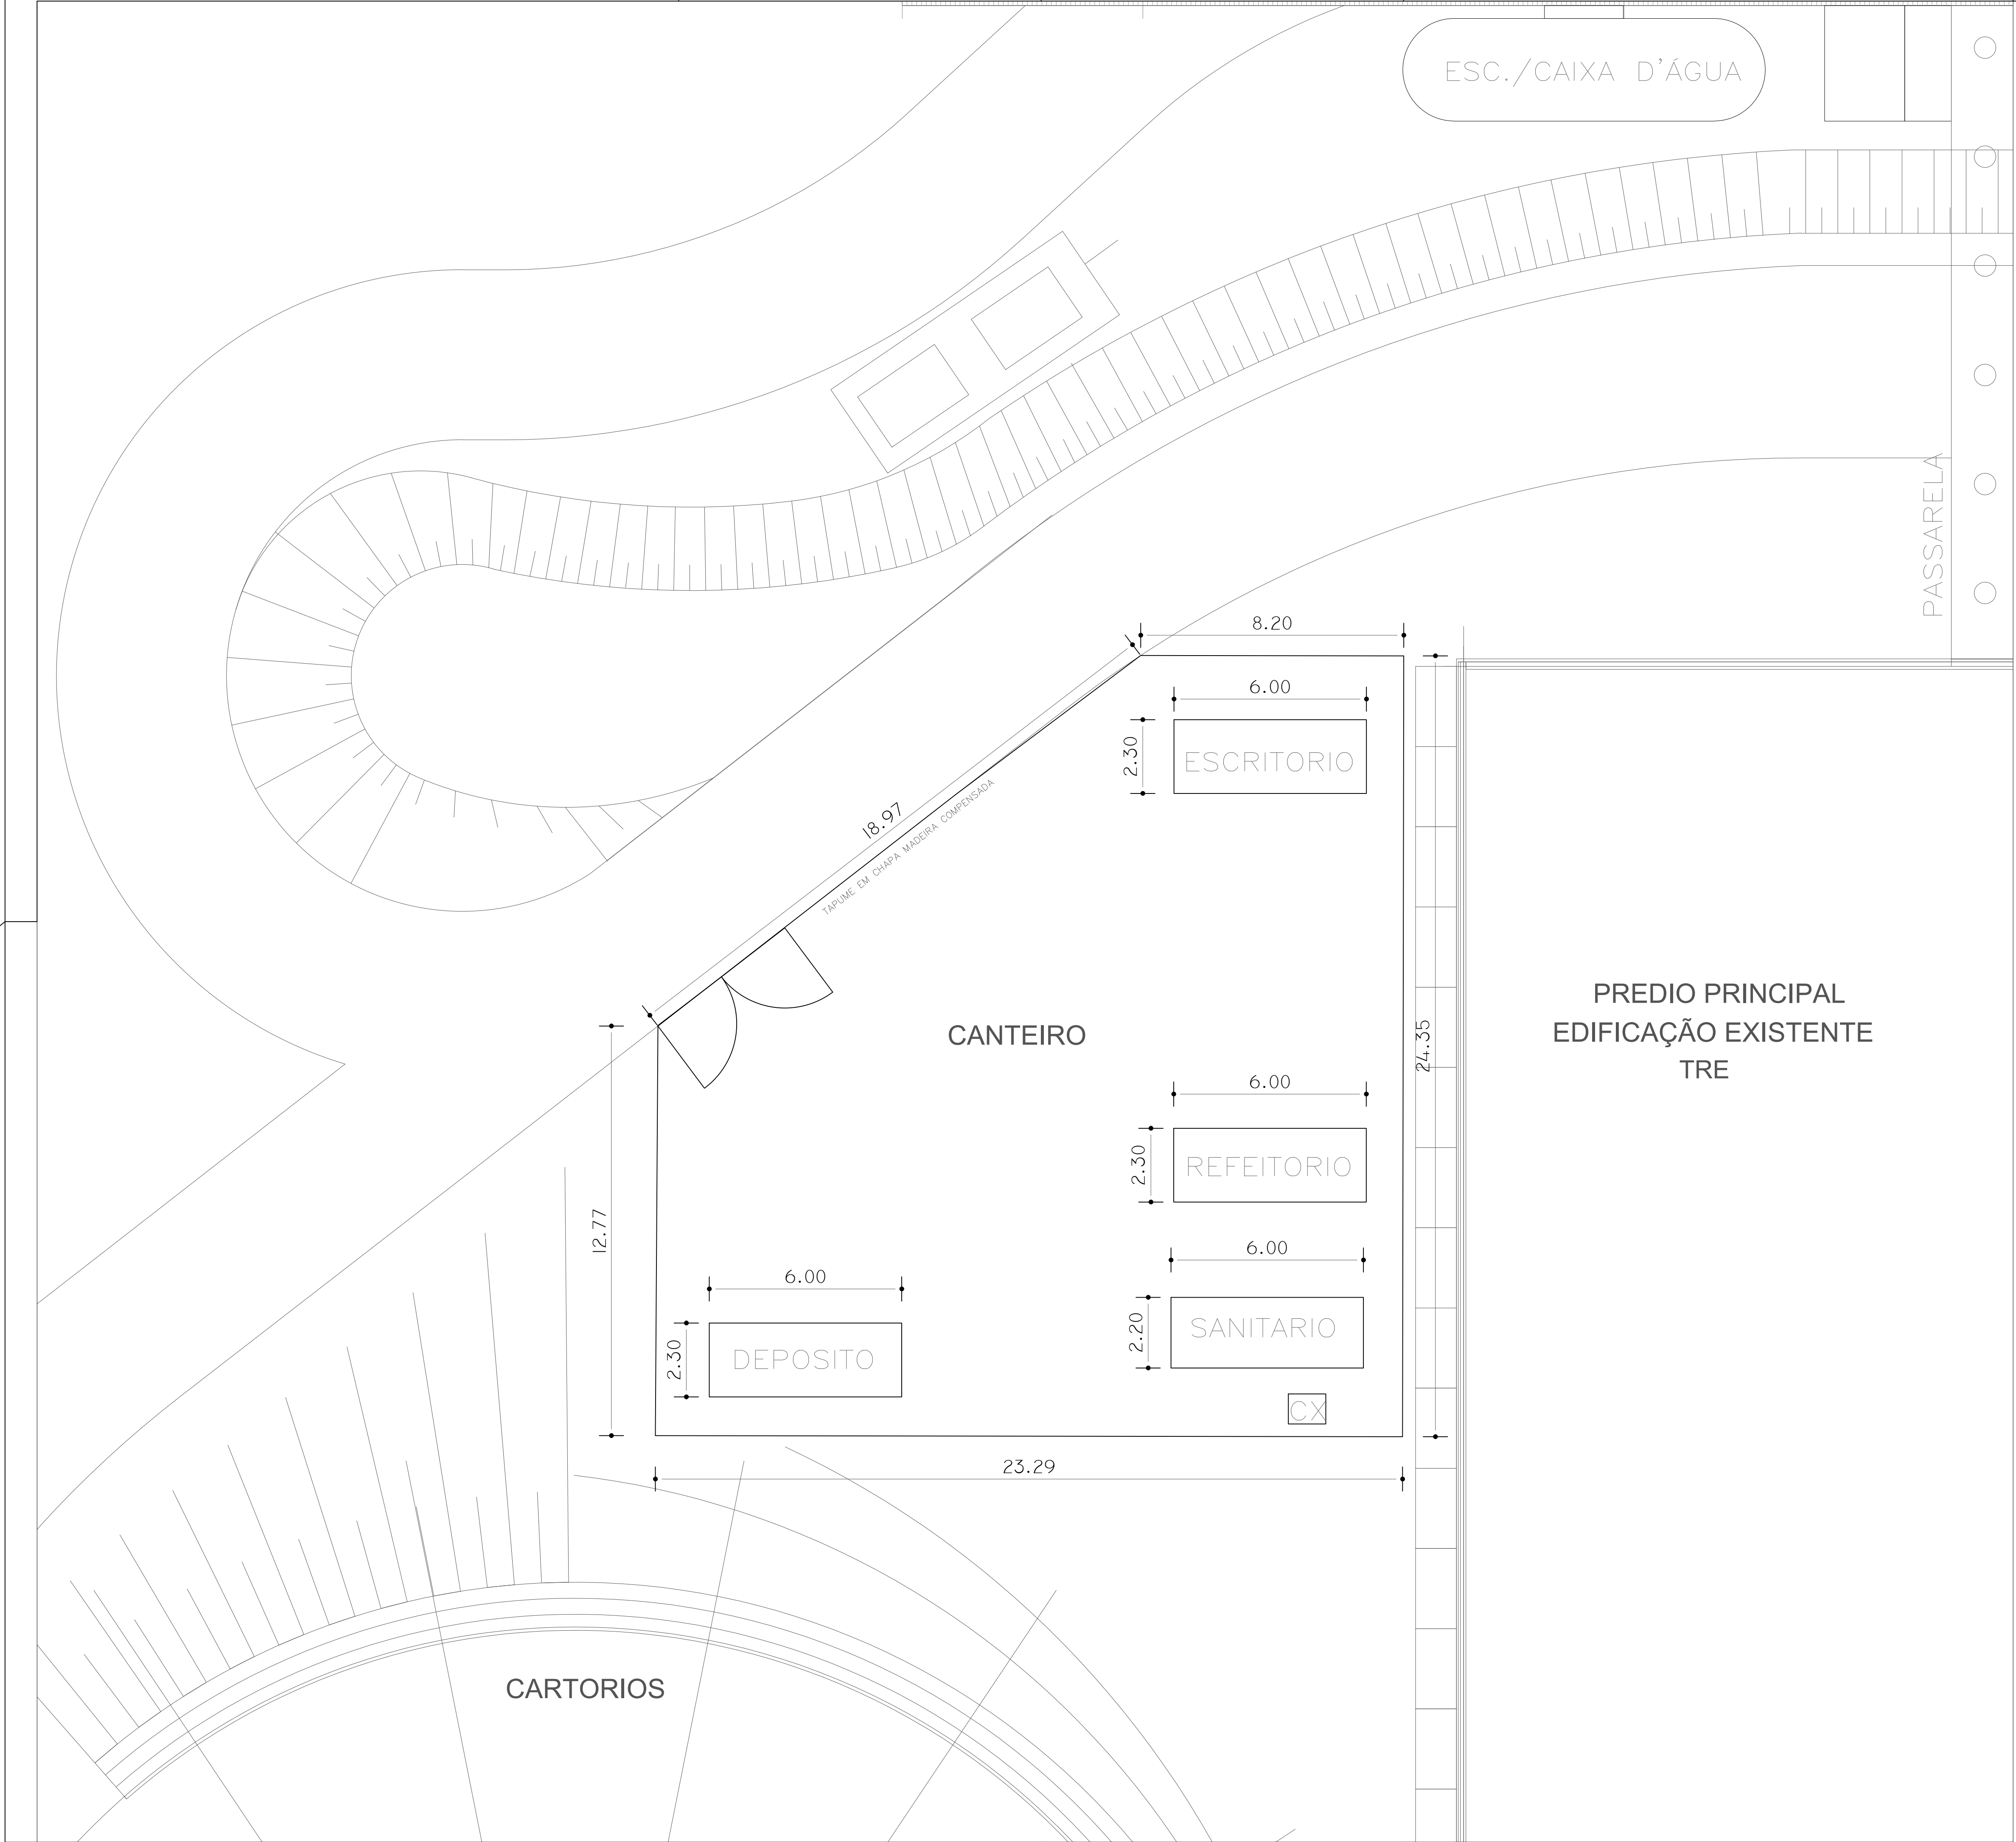 ESC./CAIXA D'ÁGUA
PASSARELA
8.20
6.00
2.30
ESCRITORIO
18.97
TAPUME EM CHAPA MADEIRA COMPENSADA
PREDIO PRINCIPAL
EDIFICAÇÃO EXISTENTE
TRE
CANTEIRO
24.35
6.00
2.30
REFEITORIO
12.77
6.00
2.20
SANITARIO
6.00
2.30
DEPOSITO
CX
23.29
CARTORIOS